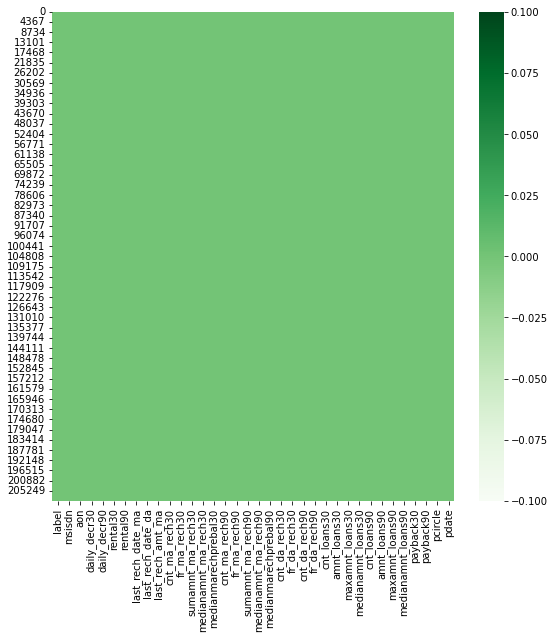 0
4367
8734
13101
17468
21835
26202
30569
34936
39303
43670
48037
52404
56771
61138
65505
69872
74239
78606
82973
87340
91707
96074
100441
104808
109175
113542
117909
122276
126643
131010
135377
139744
144111
148478
152845
157212
161579
165946
170313
174680
179047
183414
187781
192148
196515
200882
205249
label
msisdn
aon
daily_decr30
daily_decr90
rental30
rental90
last_rech_date_ma
last_rech_date_da
last_rech_amt_ma
cnt_ma_rech30
fr_ma_rech30
sumamnt_ma_rech30
medianamnt_ma_rech30
medianmarechprebal30
cnt_ma_rech90
fr_ma_rech90
sumamnt_ma_rech90
medianamnt_ma_rech90
medianmarechprebal90
cnt_da_rech30
fr_da_rech30
cnt_da_rech90
fr_da_rech90
cnt_loans30
amnt_loans30
maxamnt_loans30
medianamnt_loans30
cnt_loans90
amnt_loans90
maxamnt_loans90
medianamnt_loans90
payback30
payback90
pcircle
pdate
0.100
0.075
0.050
0.025
0.000
−0.025
−0.050
−0.075
−0.100